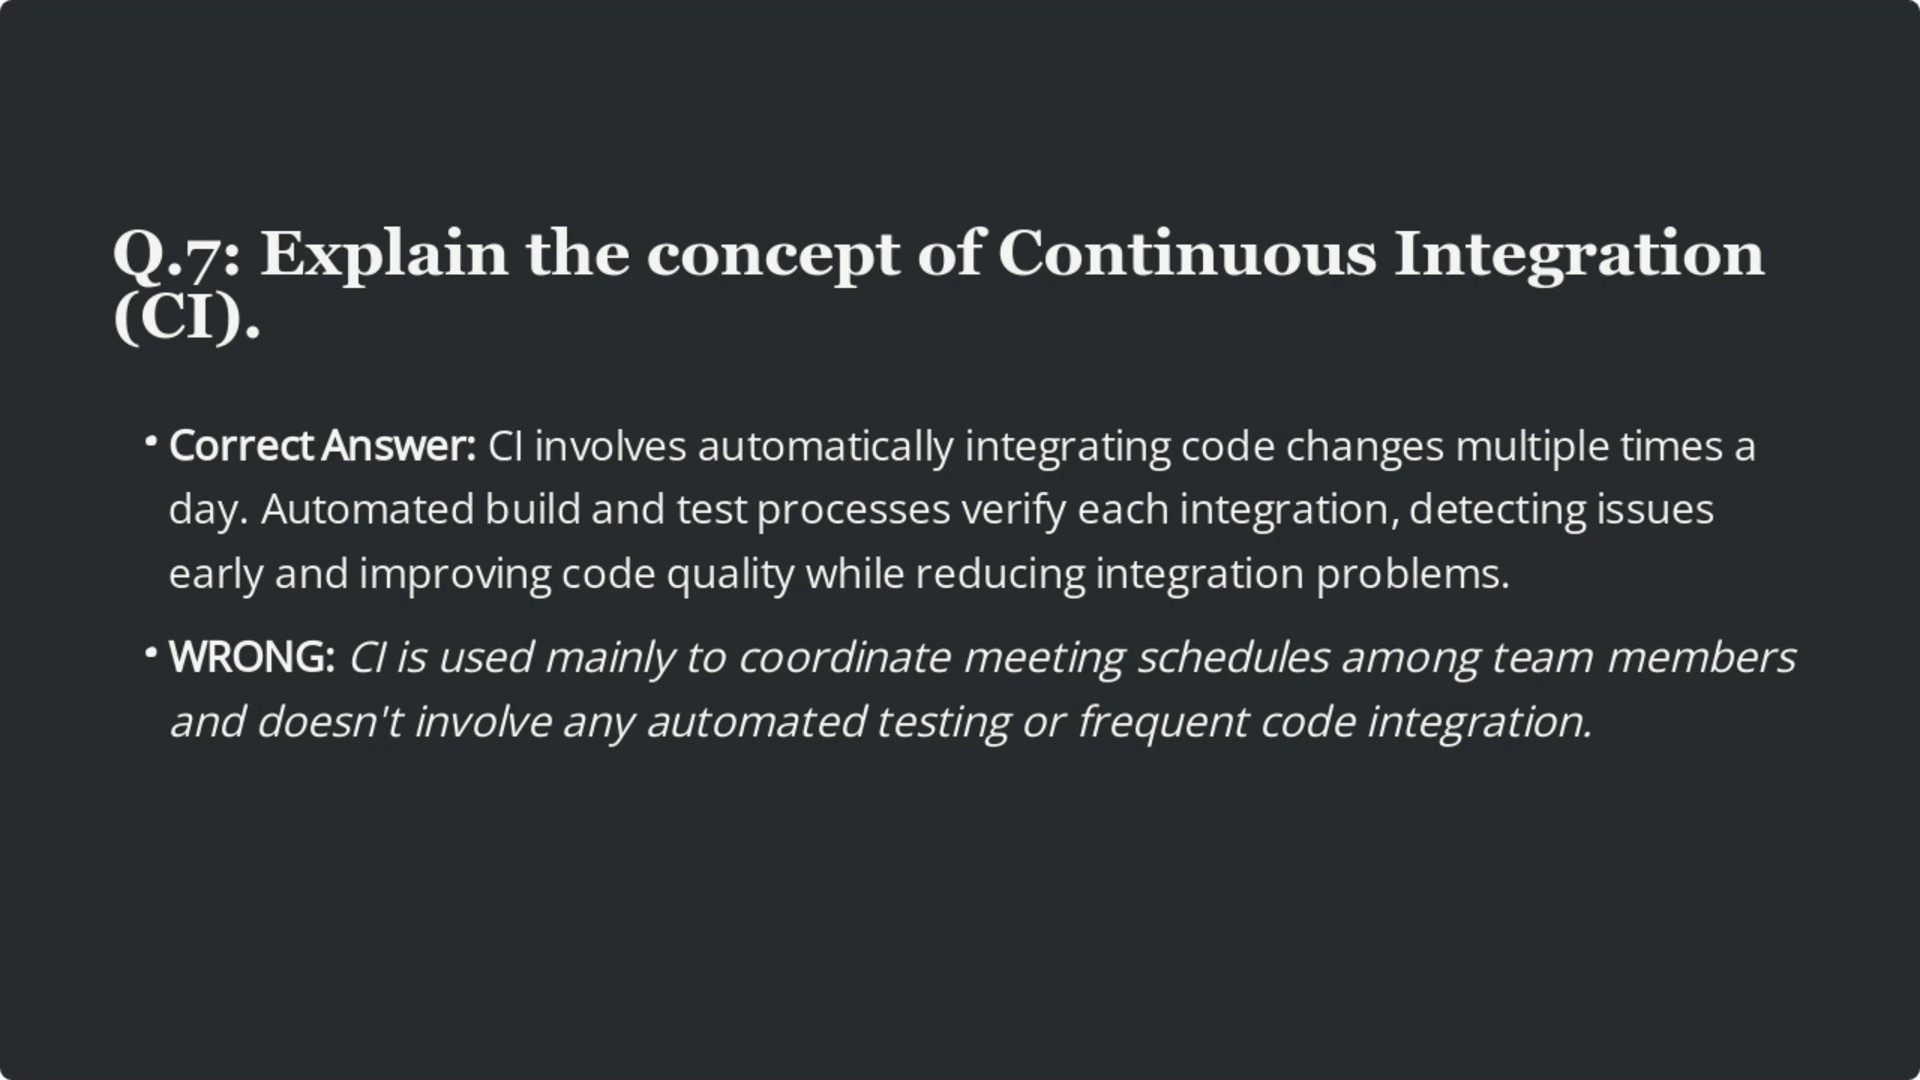 Q.7: Explain the concept of Continuous Integration
(CI).
• Correct Answer: CI involves automatically integrating code changes multiple times a
day. Automated build and test processes verify each integration, detecting issues
early and improving code quality while reducing integration problems.
• WRONG: CI is used mainly to coordinate meeting schedules among team members
and doesn't involve any automated testing or frequent code integration.